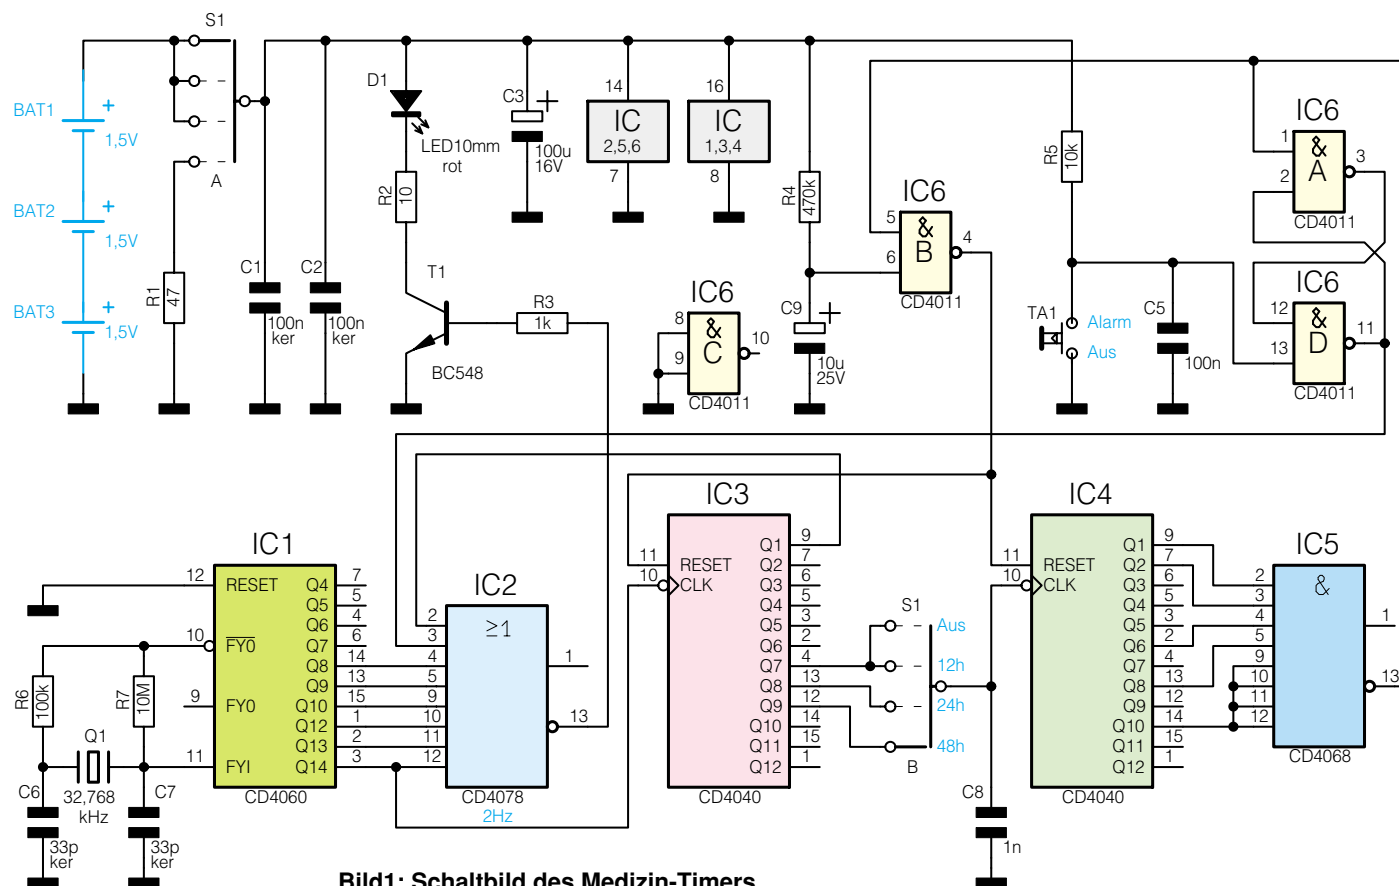 S1
BAT1
+
1,5V
BAT2
+
1,5V
BAT3
+
1,5V
A
R1
47
C1
100n
ker
C2
100n
ker
D1
LED10mm
rot
R2
10
T1
BC548
R3
1k
C3
+
100u
16V
14
IC
2,5,6
7
16
IC
1,3,4
8
R4
470k
C9
+
10u
25V
IC6
8
9
&
C
10
CD4011
IC6
5
6
&
B
4
CD4011
R5
10k
TA1
Alarm
Aus
C5
100n
IC6
1
2
&
A
3
CD4011
IC6
12
13
&
D
11
CD4011
IC1
12
RESET
10
FY0
9
FY0
11
FYI
Q4
7
Q5
5
Q6
4
Q7
6
Q8
14
Q9
13
Q10
15
Q12
1
Q13
2
Q14
3
CD4060
R6
100k
R7
10M
Q1
32,768
kHz
C6
33p
ker
C7
33p
ker
IC2
≥1
2
3
4
5
9
10
11
12
1
13
CD4078
2Hz
IC3
11
RESET
10
CLK
Q1
9
Q2
7
Q3
6
Q4
5
Q5
3
Q6
2
Q7
4
Q8
13
Q9
12
Q10
14
Q11
15
Q12
1
CD4040
S1
Aus
12h
24h
48h
B
C8
1n
IC4
11
RESET
10
CLK
Q1
9
Q2
7
Q3
6
Q4
5
Q5
3
Q6
2
Q7
4
Q8
13
Q9
12
Q10
14
Q11
15
Q12
1
CD4040
IC5
&
2
3
4
5
9
10
11
12
1
13
CD4068
Bild1: Schaltbild des Medizin-Timers